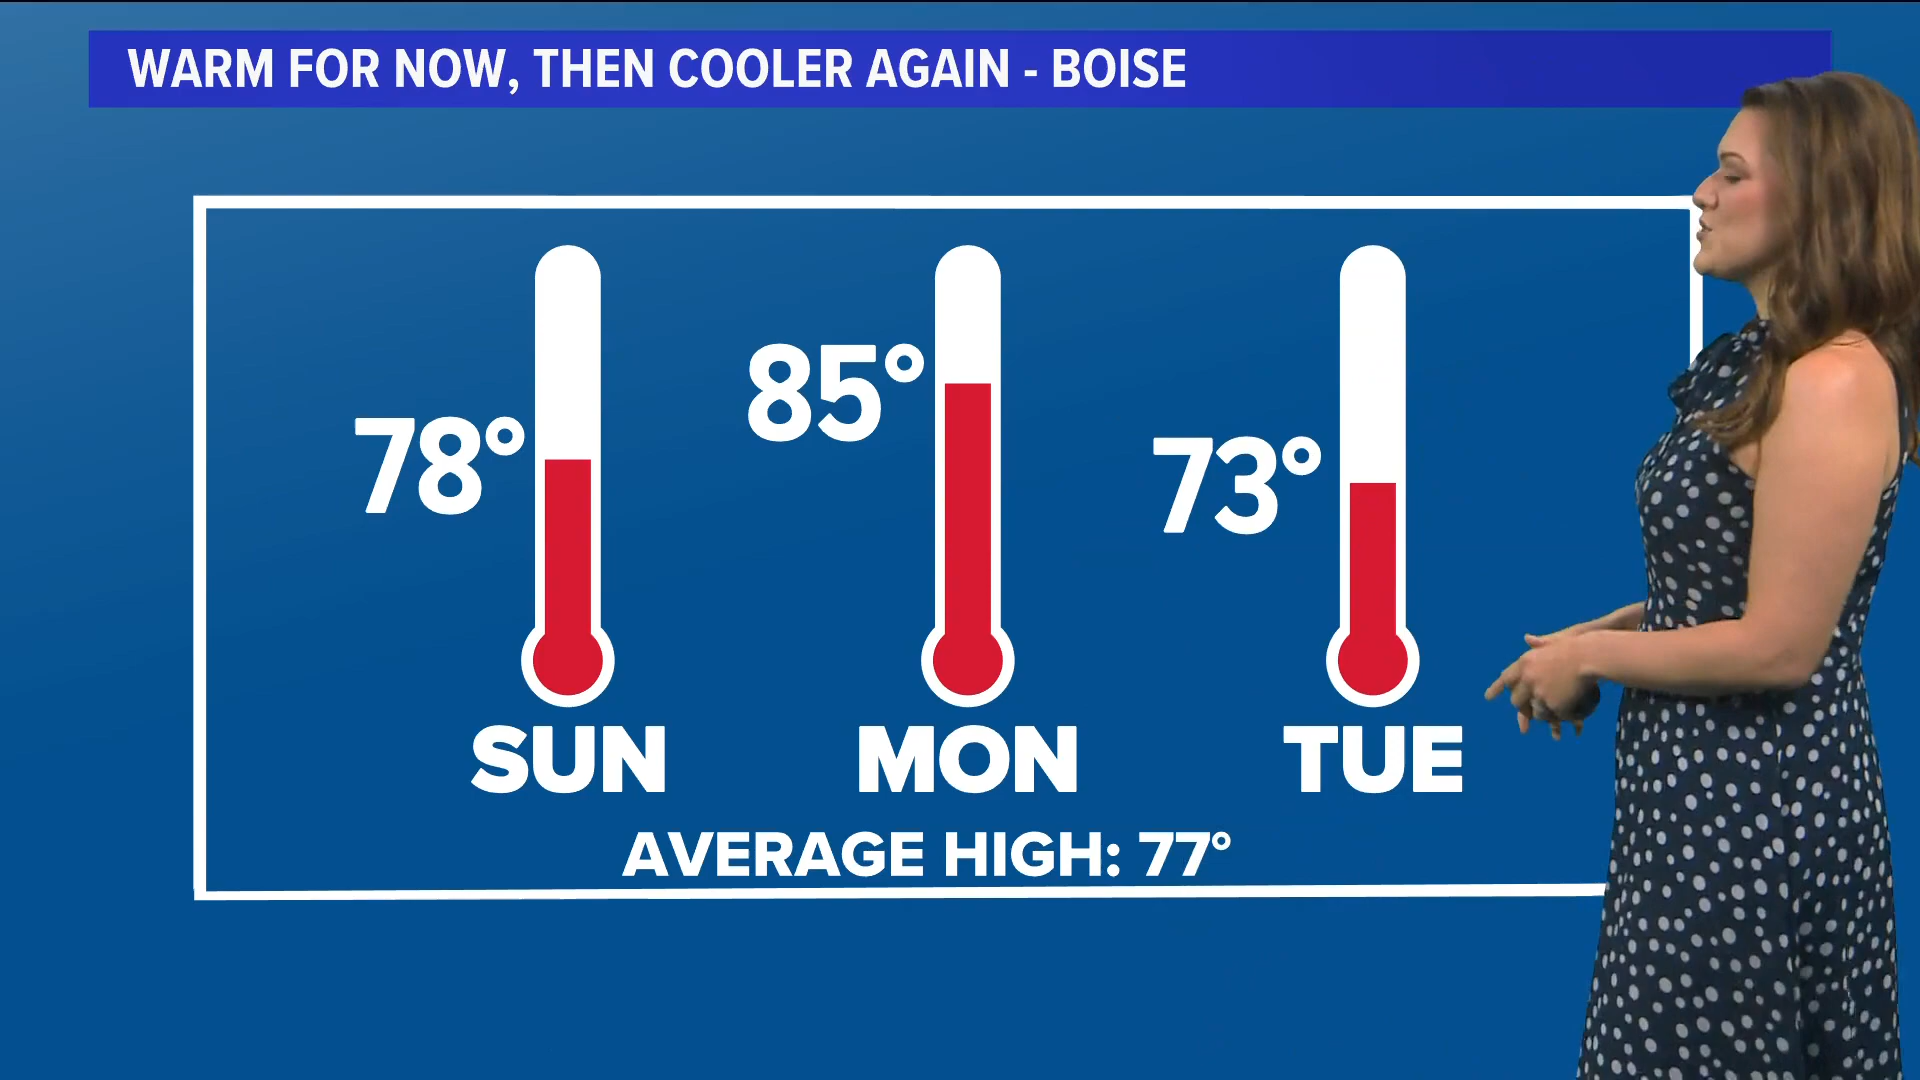 WARM FOR NOW, THEN COOLER AGAIN - BOISE
78° 85° 73°
SUN MON TUE
AVERAGE HIGH: 77°